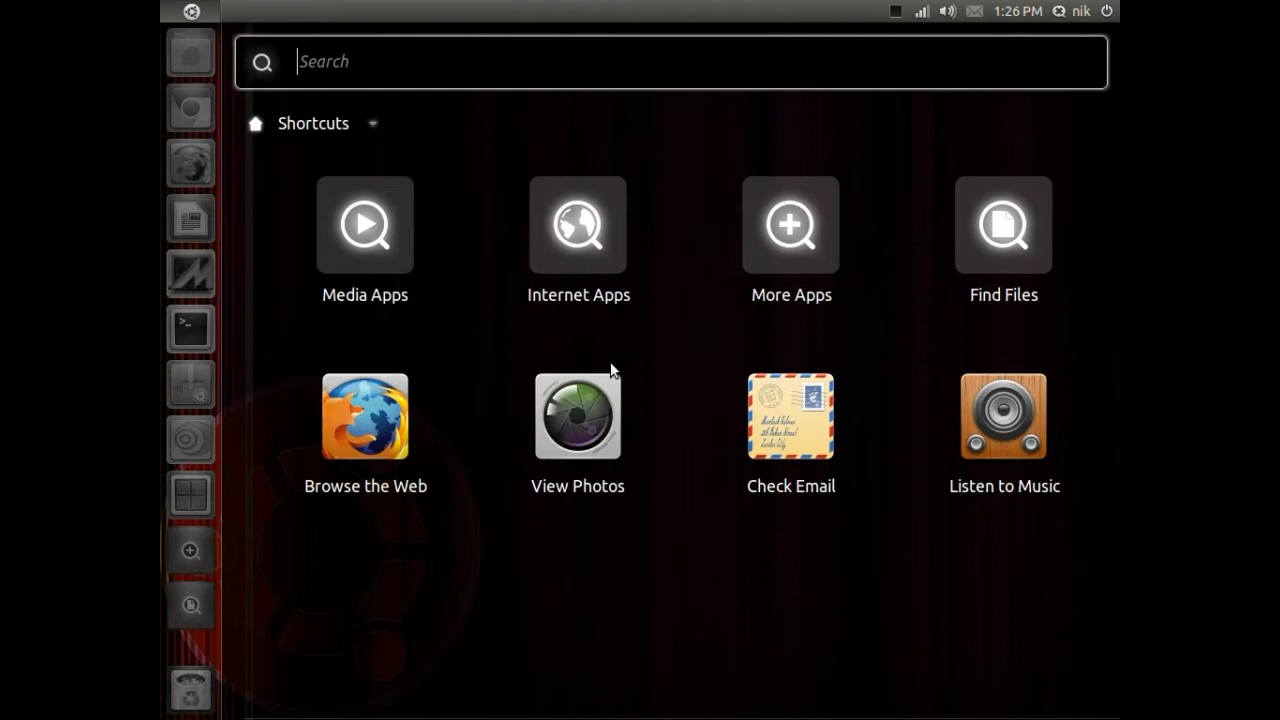 1:26 PM nik
Search
Shortcuts
Media Apps
Internet Apps
More Apps
Find Files
Browse the Web
View Photos
Check Email
Listen to Music